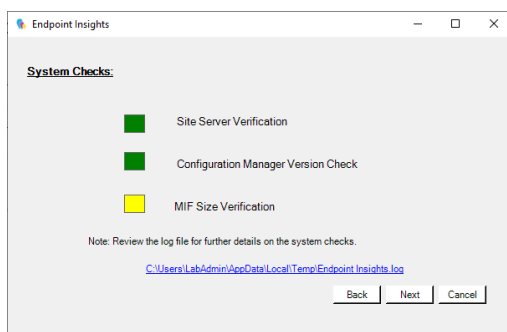 Endpoint Insights
System Checks:
Site Server Verification
Configuration Manager Version Check
MIF Size Verification
Note: Review the log file for further details on the system checks.
C:\Users\LabAdmin\AppData\Local\Temp\Endpoint Insights.log
Back Next Cancel